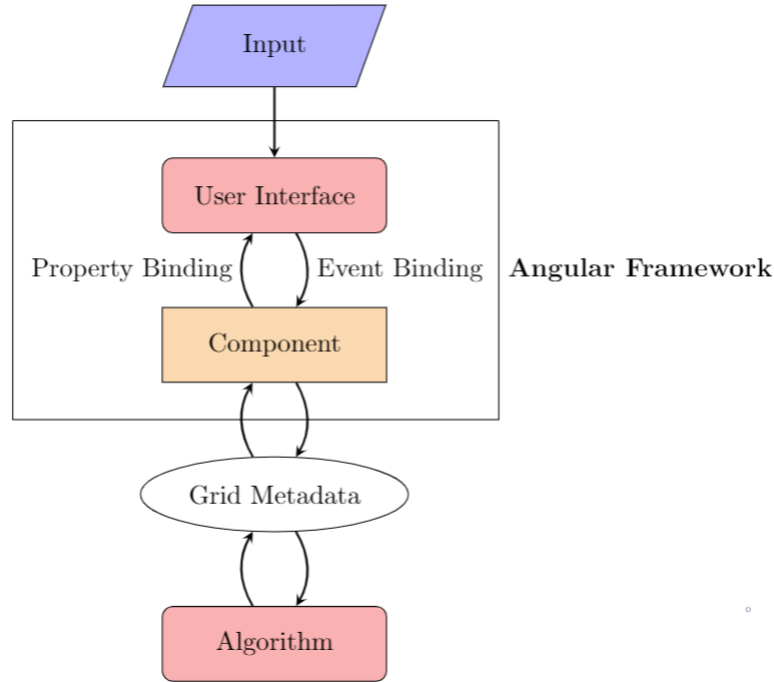 Input
User Interface
Property Binding
Event Binding
Angular Framework
Component
Grid Metadata
Algorithm